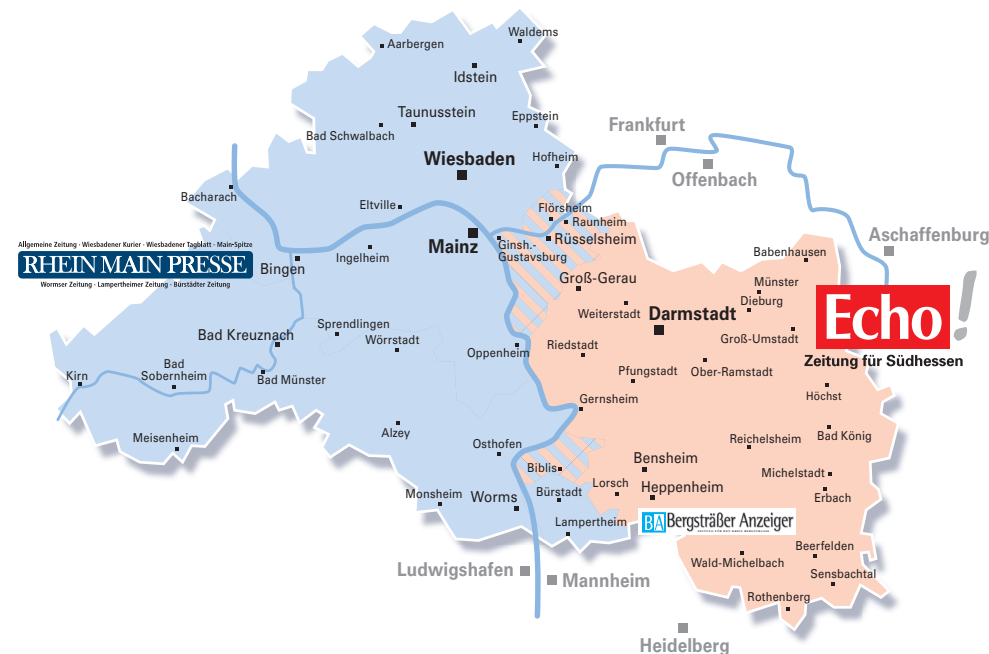 Waldems
Aarbergen
Idstein
Taunusstein
Eppstein
Frankfurt
Bad Schwalbach
Wiesbaden
Hofheim
Offenbach
Bacharach
Eltville
Flörsheim
Raunheim
Aschaffenburg
Allgemeine Zeitung · Wiesbadener Kurier · Wiesbadener Tagblatt · Main-Spitze
RHEIN MAIN PRESSE
Wormser Zeitung · Lampertheimer Zeitung · Bürstädter Zeitung
Mainz
Ginsh.-
Gustavsburg
Rüsselsheim
Babenhausen
Ingelheim
Bingen
Groß-Gerau
Münster
Dieburg
Echo!
Zeitung für Südhessen
Weiterstadt
Darmstadt
Sprendlingen
Bad Kreuznach
Wörrstadt
Groß-Umstadt
Oppenheim
Riedstadt
Kirn
Bad
Sobernheim
Bad Münster
Pfungstadt
Ober-Ramstadt
Gernsheim
Höchst
Meisenheim
Alzey
Osthofen
Reichelsheim
Bad König
Biblis
Bensheim
Michelstadt
Monsheim
Worms
Bürstadt
Lorsch
Heppenheim
Erbach
Lampertheim
BA Bergsträßer Anzeiger
Beerfelden
Wald-Michelbach
Ludwigshafen
Mannheim
Sensbachtal
Rothenberg
Heidelberg